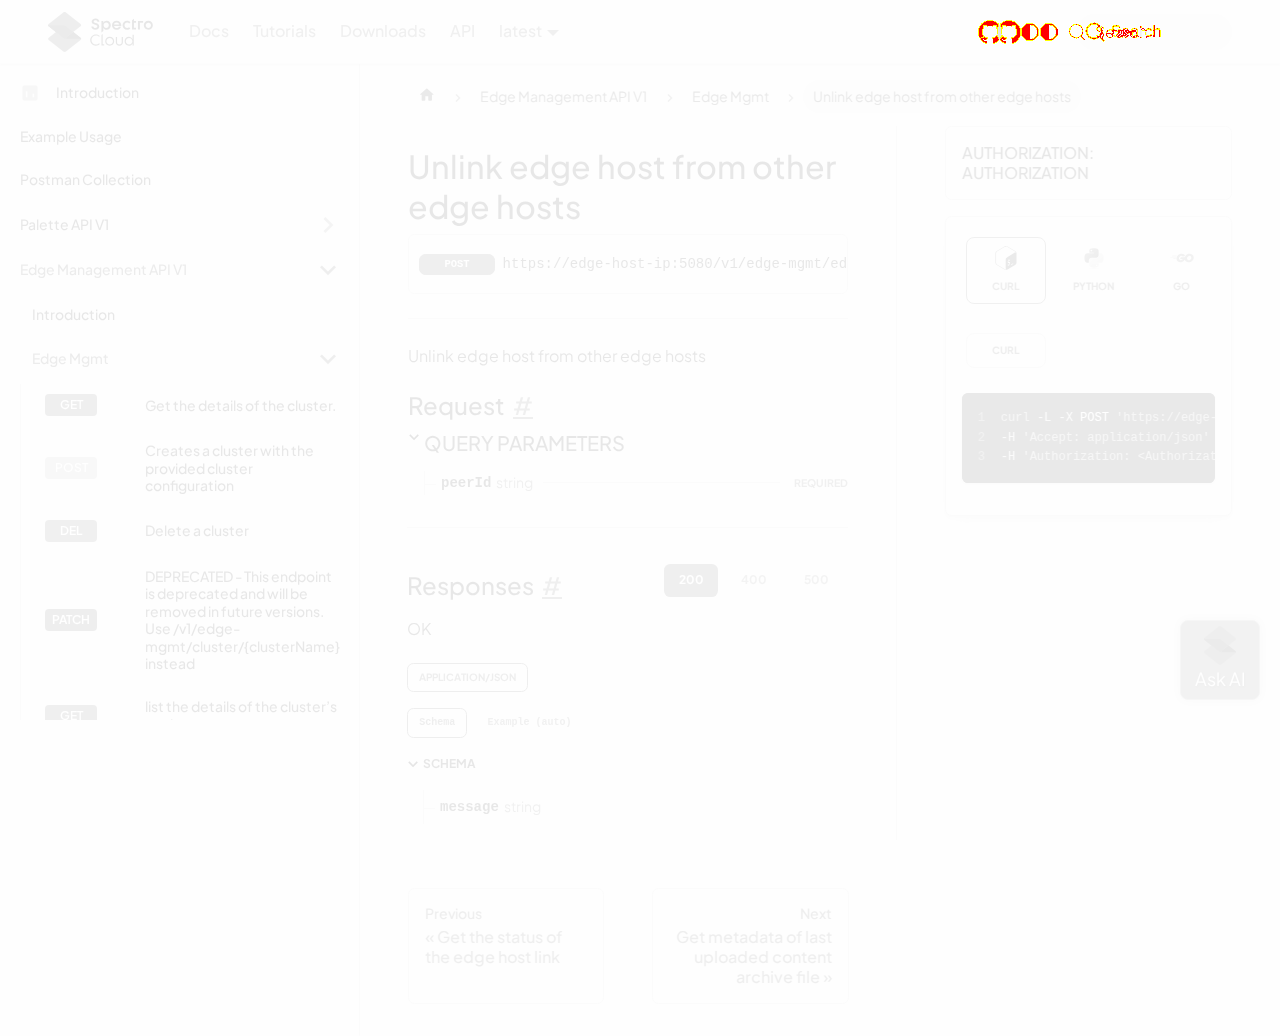 Spectro Cloud
Docs
Tutorials
Downloads
API
latest
Search
Introduction
Example Usage
Postman Collection
Palette API V1
Edge Management API V1
Introduction
Edge Mgmt
GET
Get the details of the cluster.
POST
Creates a cluster with the
provided cluster
configuration
DEL
Delete a cluster
PATCH
DEPRECATED - This endpoint
is deprecated and will be
removed in future versions.
Use /v1/edge-
mgmt/cluster/{clusterName}
instead
GET
list the details of the cluster's
Edge Management API V1
Edge Mgmt
Unlink edge host from other edge hosts
Unlink edge host from other
edge hosts
POST
https://edge-host-ip:5080/v1/edge-mgmt/ed
Unlink edge host from other edge hosts
Request #
QUERY PARAMETERS
peerId string
REQUIRED
Responses #
200
400
500
OK
APPLICATION/JSON
Schema
Example (auto)
SCHEMA
message string
Previous
« Get the status of
the edge host link
Next
Get metadata of last
uploaded content
archive file »
AUTHORIZATION:
AUTHORIZATION
CURL
PYTHON
GO
GO
CURL
1 curl -L -X POST 'https://edge-
2 -H 'Accept: application/json'
3 -H 'Authorization: <Authorizat
Ask AI